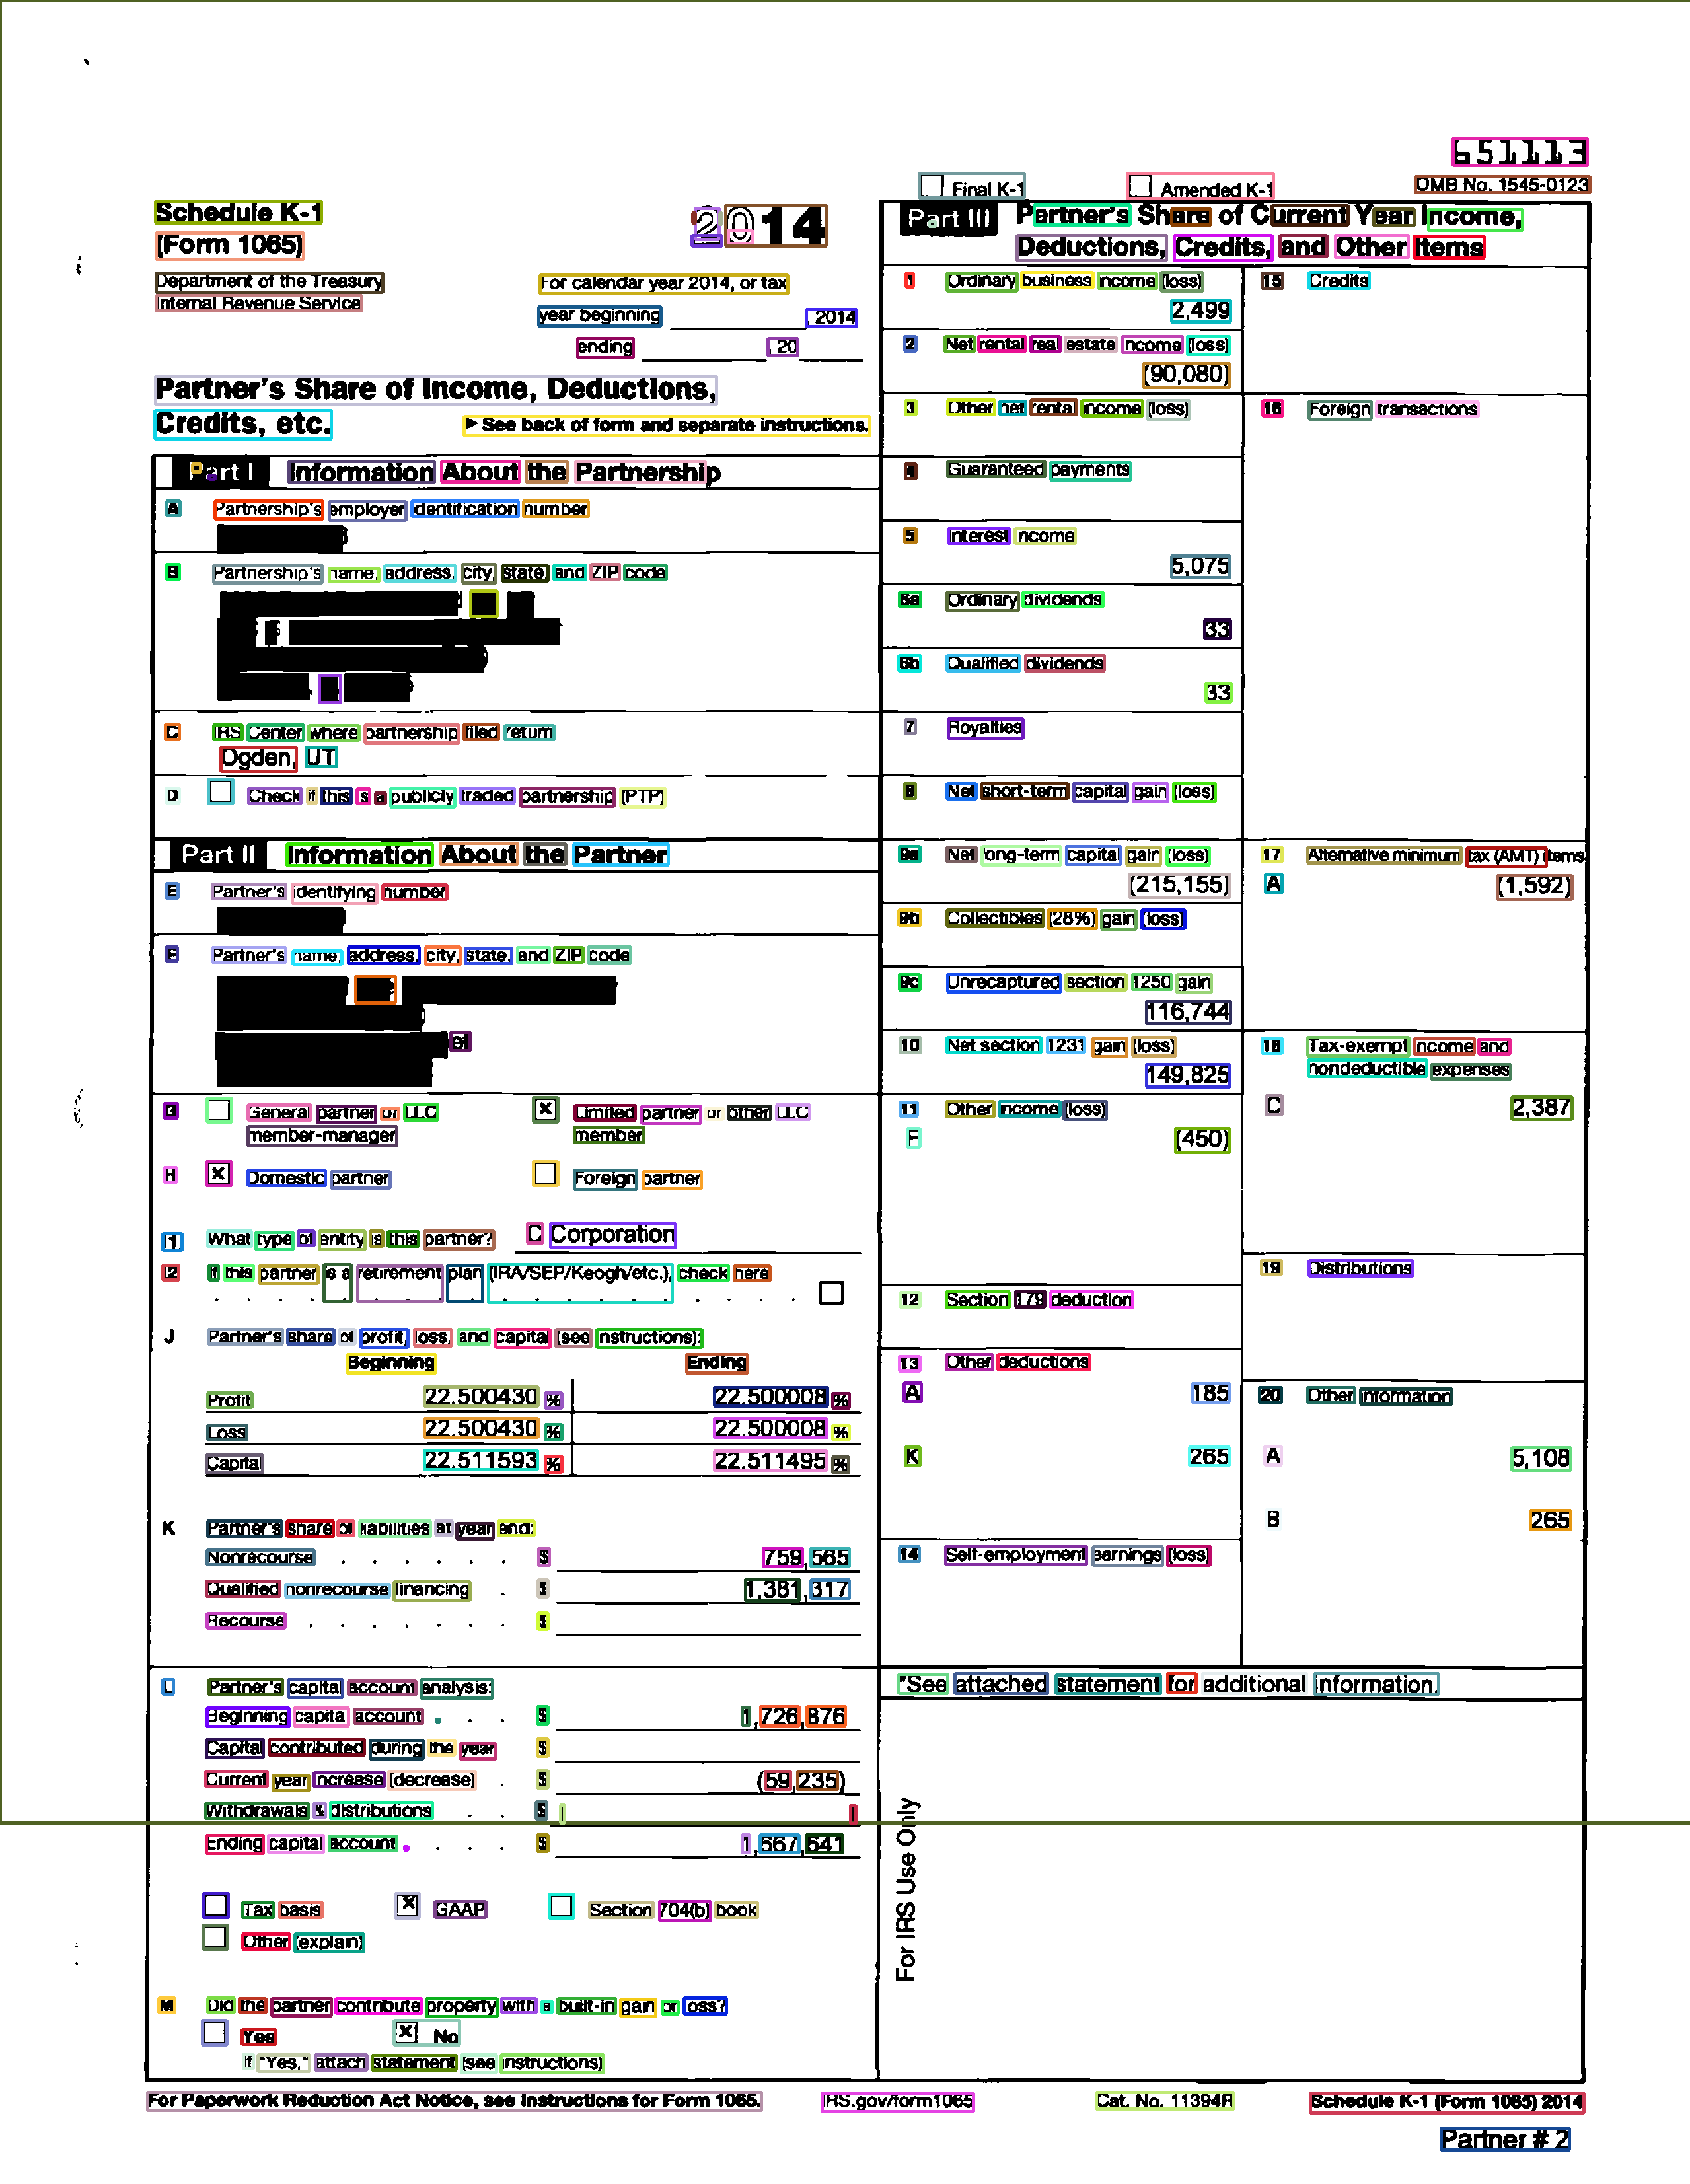 651113
Final K-1 Amended K-1 OMB No. 1545-0123
Schedule K-1
(Form 1065)
2014
Department of the Treasury
Internal Revenue Service
For calendar year 2014, or tax
year beginning , 2014
ending , 20
Partner's Share of Income, Deductions,
Credits, etc. ▶ See back of form and separate instructions.
Part I Information About the Partnership
A Partnership's employer identification number
B Partnership's name, address, city, state, and ZIP code
C IRS Center where partnership filed return
Ogden, UT
D Check if this is a publicly traded partnership (PTP)
Part II Information About the Partner
E Partner's identifying number
F Partner's name, address, city, state, and ZIP code
G General partner or LLC member-manager
X Limited partner or other LLC member
H X Domestic partner Foreign partner
I1 What type of entity is this partner? C Corporation
I2 If this partner is a retirement plan (IRA/SEP/Keogh/etc.), check here
J Partner's share of profit, loss, and capital (see instructions):
Beginning Ending
Profit 22.500430 % 22.500008 %
Loss 22.500430 % 22.500008 %
Capital 22.511593 % 22.511495 %
K Partner's share of liabilities at year end:
Nonrecourse . . . . . . $ 759,565
Qualified nonrecourse financing . $ 1,381,317
Recourse . . . . . . . $
L Partner's capital account analysis:
Beginning capital account . . . $ 1,726,876
Capital contributed during the year $
Current year increase (decrease) . $ (59,235)
Withdrawals & distributions . . $ ( )
Ending capital account . . . . $ 1,667,641
Tax basis X GAAP Section 704(b) book
Other (explain)
M Did the partner contribute property with a built-in gain or loss?
Yes X No
If "Yes," attach statement (see instructions)
Part III Partner's Share of Current Year Income,
Deductions, Credits, and Other Items
1 Ordinary business income (loss)
2,499
2 Net rental real estate income (loss)
(90,080)
3 Other net rental income (loss)
4 Guaranteed payments
5 Interest income
5,075
6a Ordinary dividends
33
6b Qualified dividends
33
7 Royalties
8 Net short-term capital gain (loss)
9a Net long-term capital gain (loss)
(215,155)
9b Collectibles (28%) gain (loss)
9c Unrecaptured section 1250 gain
116,744
10 Net section 1231 gain (loss)
149,825
11 Other income (loss)
F (450)
12 Section 179 deduction
13 Other deductions
A 185
K 265
14 Self-employment earnings (loss)
15 Credits
16 Foreign transactions
17 Alternative minimum tax (AMT) items
A (1,592)
18 Tax-exempt income and
nondeductible expenses
C 2,387
19 Distributions
20 Other information
A 5,108
B 265
*See attached statement for additional information.
For IRS Use Only
For Paperwork Reduction Act Notice, see Instructions for Form 1065. IRS.gov/form1065 Cat. No. 11394R Schedule K-1 (Form 1065) 2014
Partner # 2